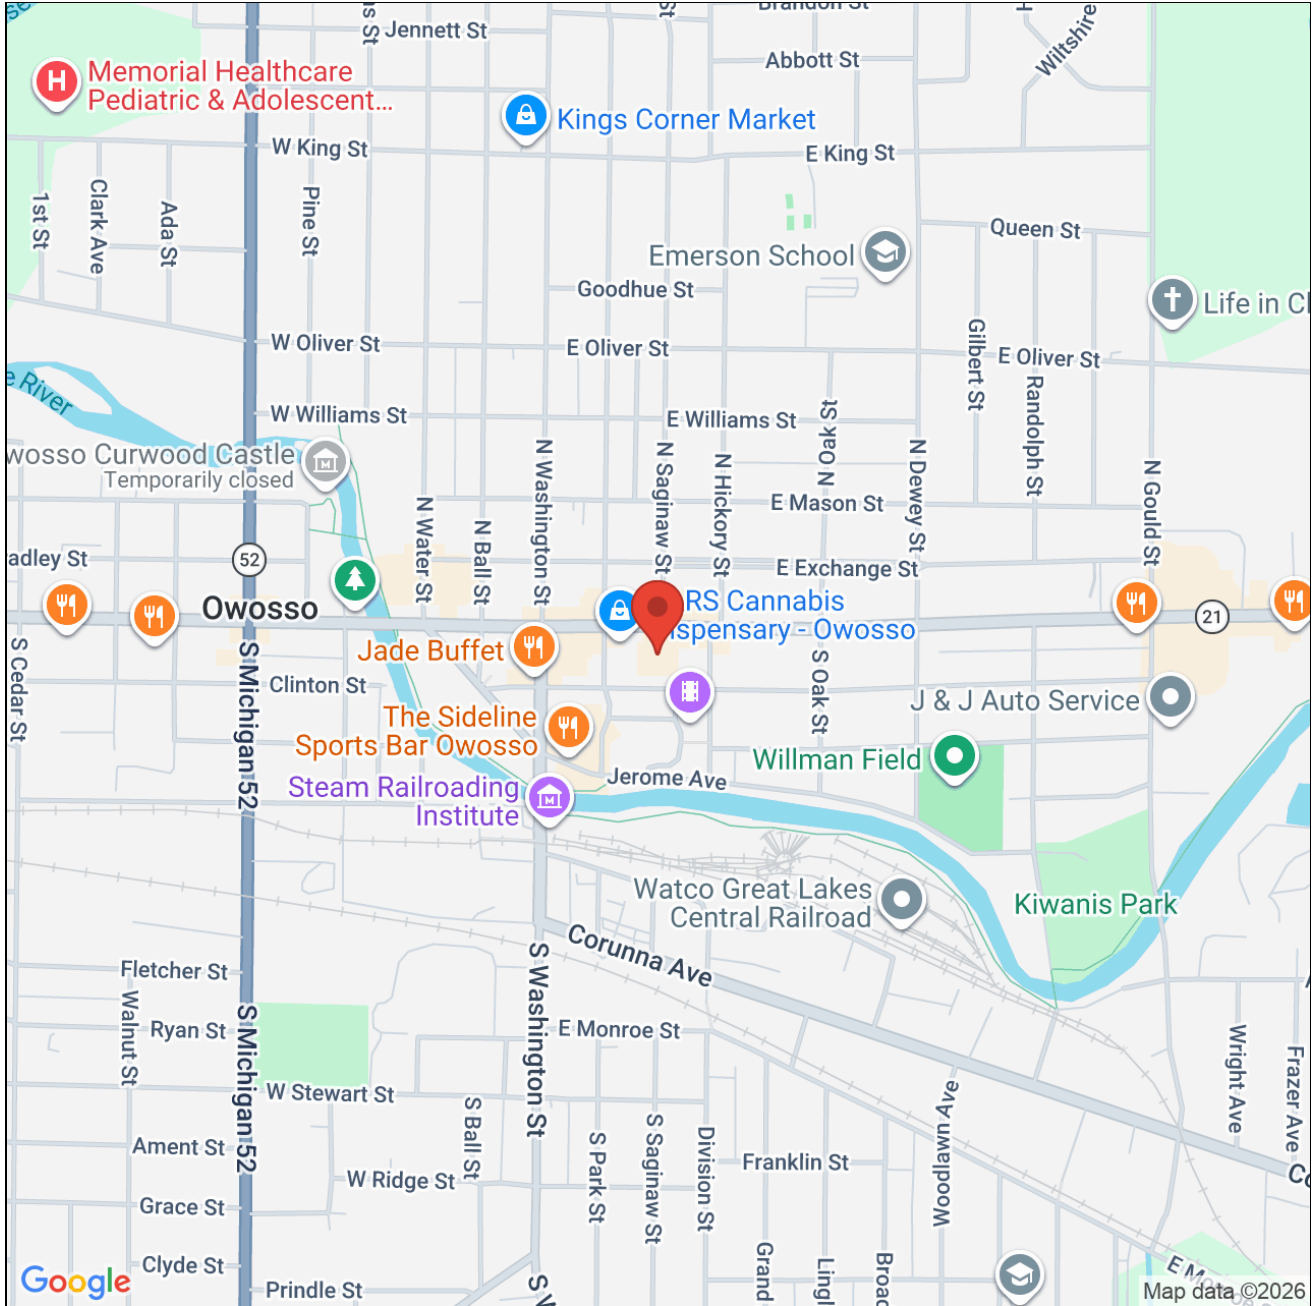 Jennett St
Brandon St
Abbott St
Wiltshire
Memorial Healthcare
Pediatric & Adolescent...
Kings Corner Market
W King St
E King St
1st St
Clark Ave
Ada St
Pine St
Queen St
Emerson School
Goodhue St
Life in
W Oliver St
E Oliver St
E Oliver St
Gilbert St
Randolph St
e River
W Williams St
E Williams St
N Oak St
wosso Curwood Castle
Temporarily closed
N Washington St
N Saginaw St
N Hickory St
N Dewey St
N Gould St
E Mason St
N Water St
N Ball St
adley St
52
E Exchange St
Owosso
RS Cannabis
ispensary - Owosso
21
Jade Buffet
S Cedar St
S Michigan 52
Clinton St
S Oak St
J & J Auto Service
The Sideline
Sports Bar Owosso
Willman Field
Jerome Ave
Steam Railroading
Institute
Watco Great Lakes
Central Railroad
Kiwanis Park
Corunna Ave
Fletcher St
S Washington St
Walnut St
Ryan St
S Michigan 52
E Monroe St
Wright Ave
Frazer Ave
W Stewart St
S Ball St
Woodlawn Ave
Ament St
S Park St
S Saginaw St
Division St
Franklin St
W Ridge St
Grace St
Clyde St
Grand
Lingl
Broad
Prindle St
Google
Map data ©2026